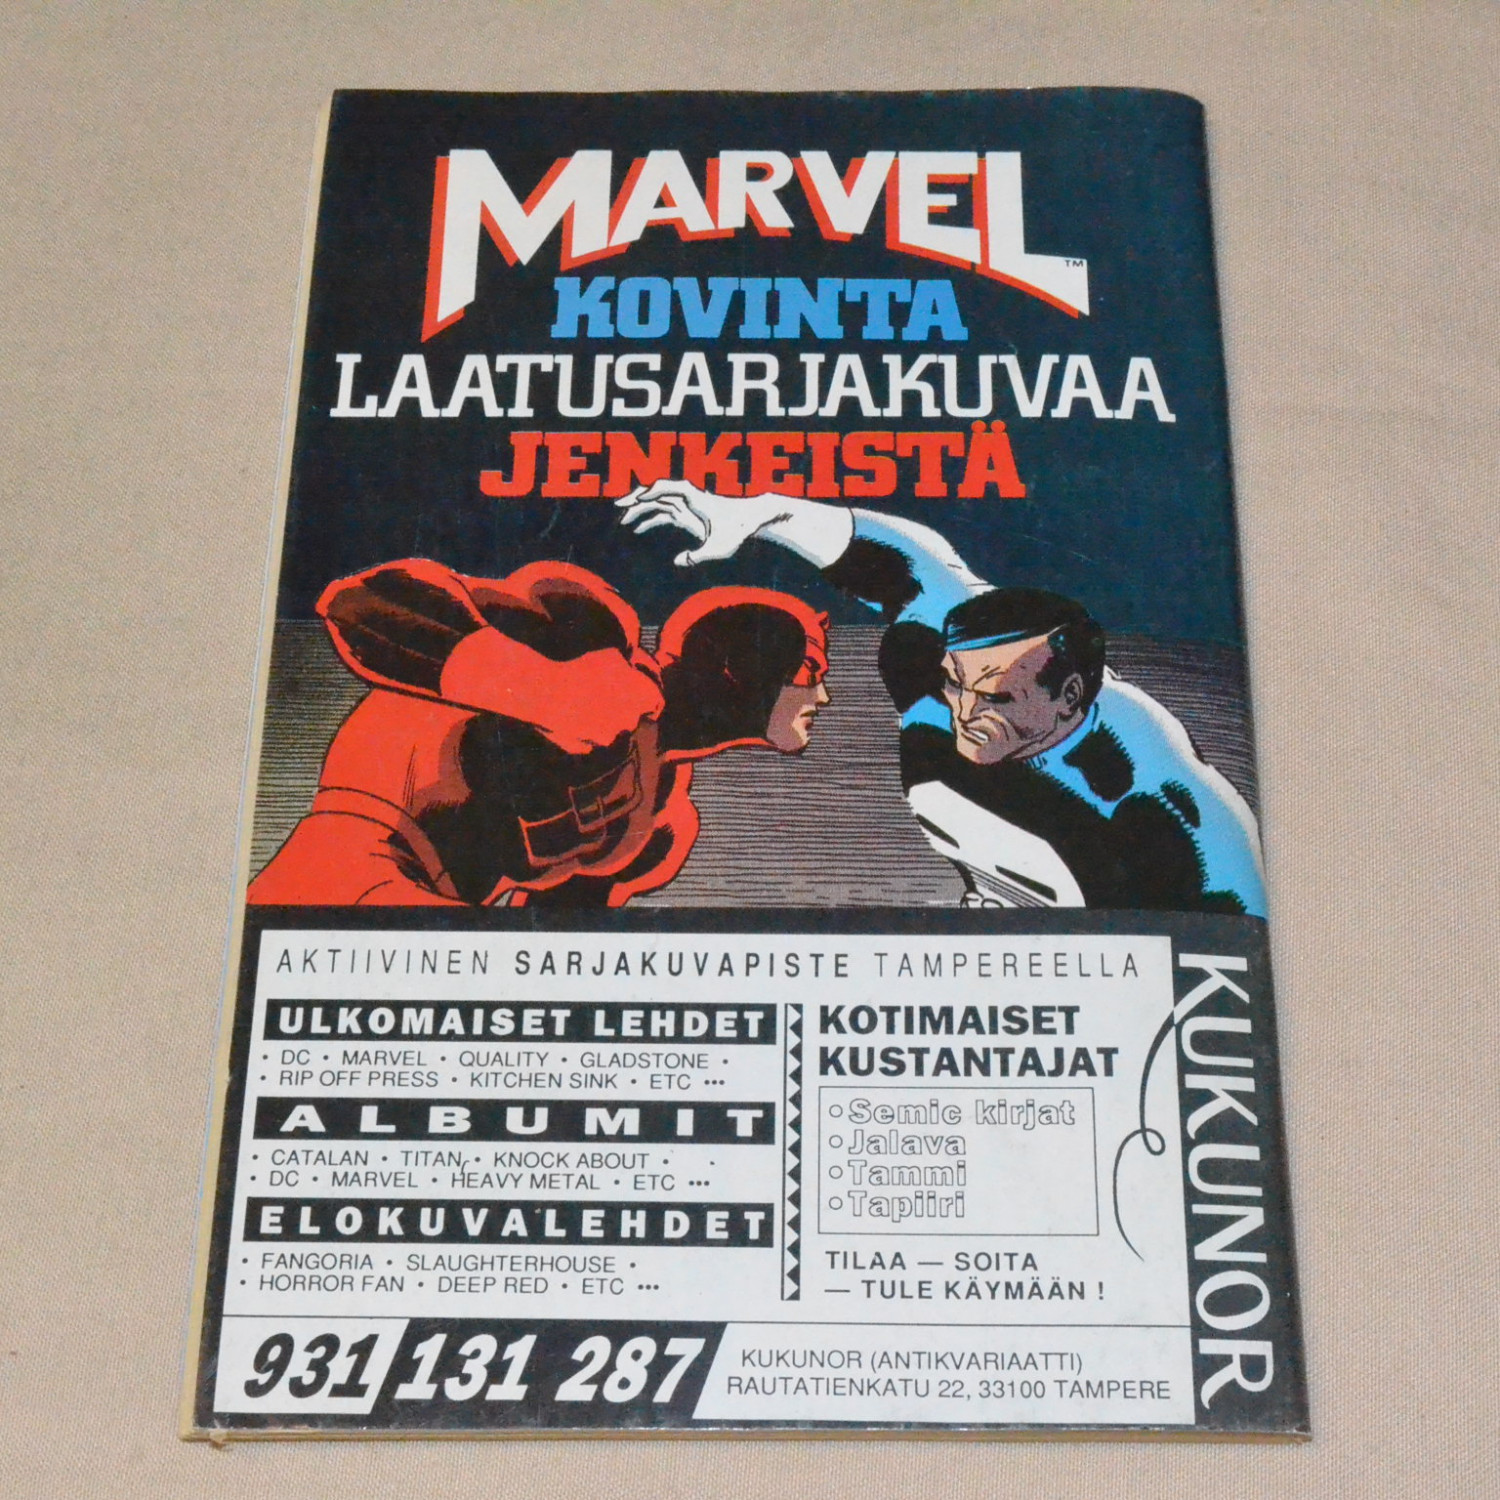 MARVEL™
KOVINTA
LAATUSARJAKUVAA
JENKEISTÄ
AKTIIVINEN SARJAKUVAPISTE TAMPEREELLA
ULKOMAISET LEHDET
• DC • MARVEL • QUALITY • GLADSTONE •
• RIP OFF PRESS • KITCHEN SINK • ETC •••
ALBUMIT
• CATALAN • TITAN • KNOCK ABOUT •
• DC • MARVEL • HEAVY METAL • ETC •••
ELOKUVALEHDET
• FANGORIA • SLAUGHTERHOUSE •
• HORROR FAN • DEEP RED • ETC •••
KOTIMAISET
KUSTANTAJAT
○ Semic kirjat
○ Jalava
○ Tammi
○ Tapiiri
TILAA — SOITA
— TULE KÄYMÄÄN !
KUKUNOR
931 131 287
KUKUNOR (ANTIKVARIAATTI)
RAUTATIENKATU 22, 33100 TAMPERE